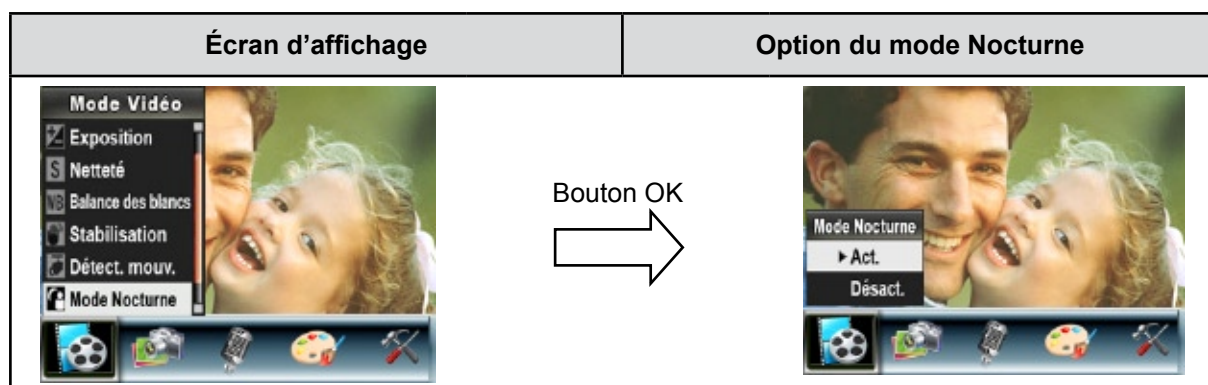 Écran d’affichage
Option du mode Nocturne
Mode Vidéo
Exposition
S Netteté
NB Balance des blancs
Stabilisation
Détect. mouv.
Mode Nocturne
Bouton OK
Mode Nocturne
Act.
Désact.